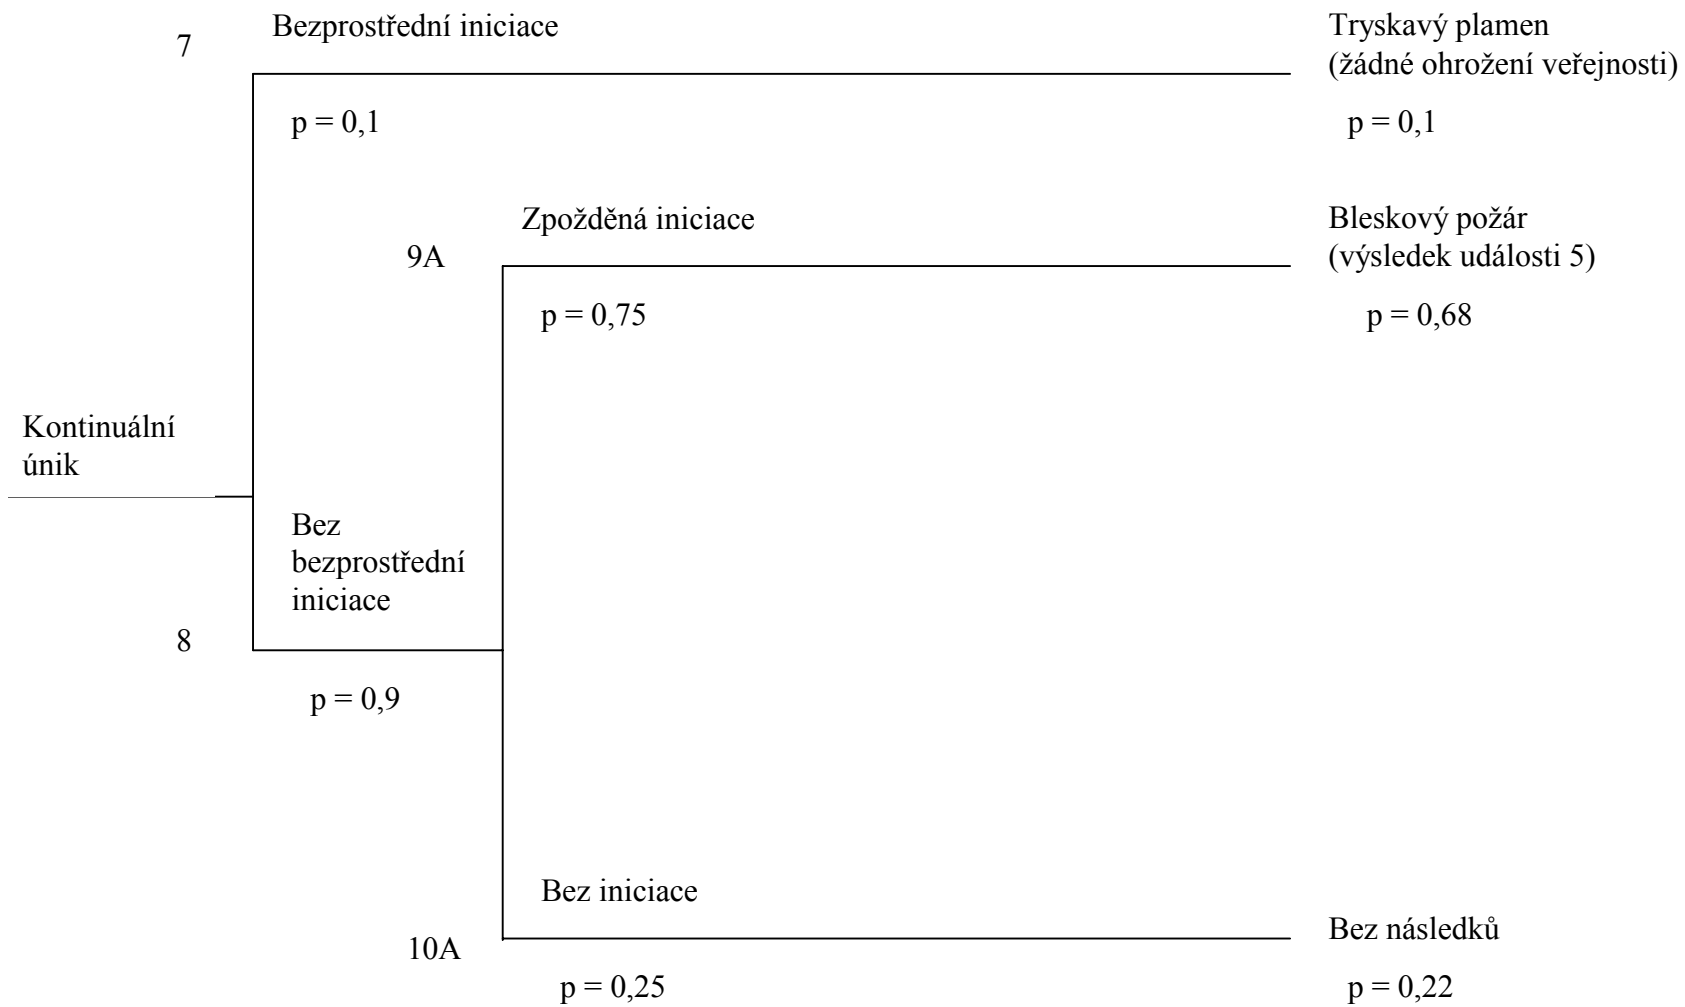 7
Bezprostřední iniciace
Tryskavý plamen
(žádné ohrožení veřejnosti)
p = 0,1
p = 0,1
Zpožděná iniciace
Bleskový požár
9A
(výsledek události 5)
p = 0,75
p = 0,68
Kontinuální
únik
Bez
bezprostřední
iniciace
8
p = 0,9
Bez iniciace
10A
Bez následků
p = 0,25
p = 0,22